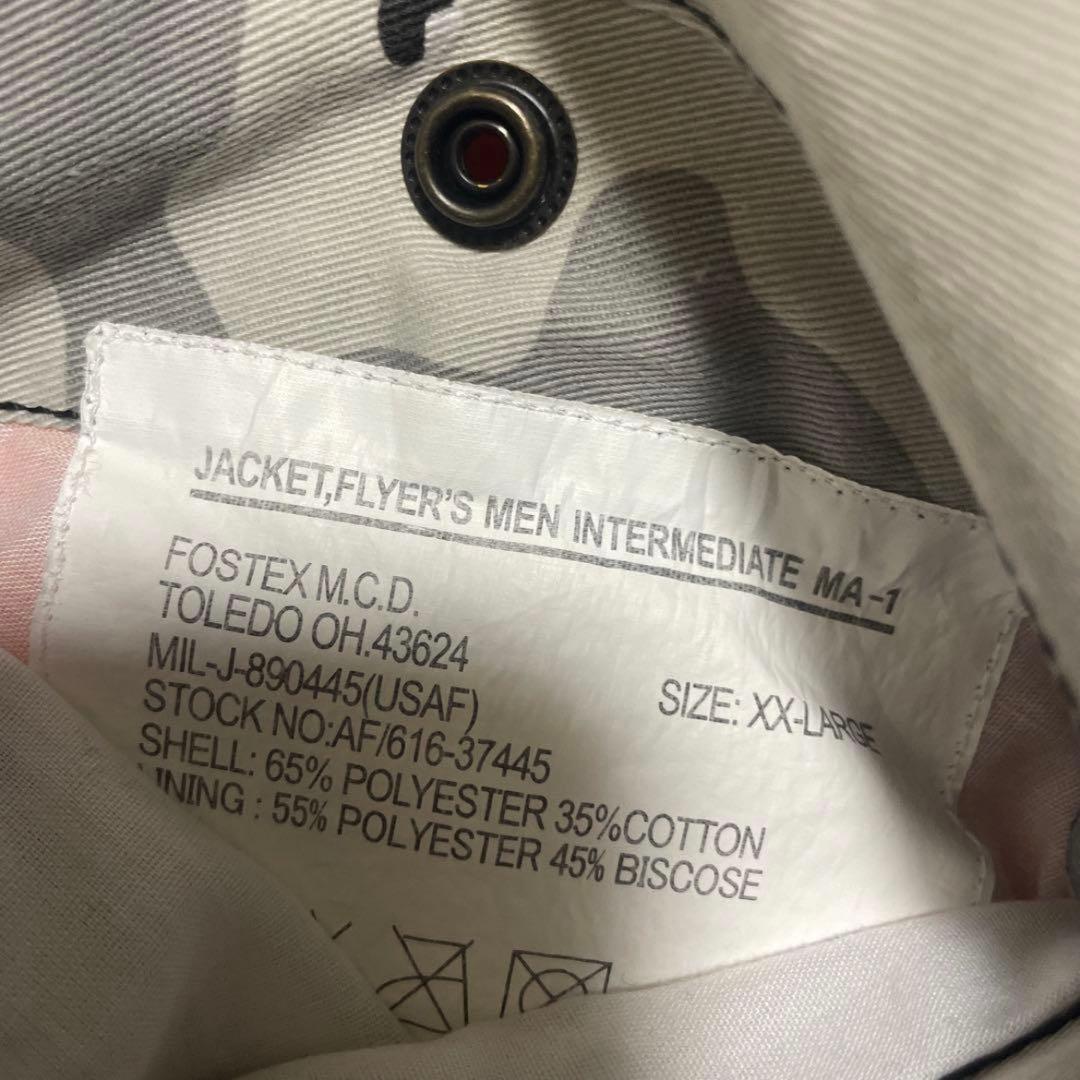 JACKET,FLYER'S MEN INTERMEDIATE MA-1
FOSTEX M.C.D.
TOLEDO OH.43624
MIL-J-890445(USAF)
SIZE: XX-LARGE
STOCK NO:AF/616-37445
SHELL: 65% POLYESTER 35%COTTON
LINING : 55% POLYESTER 45% BISCOSE